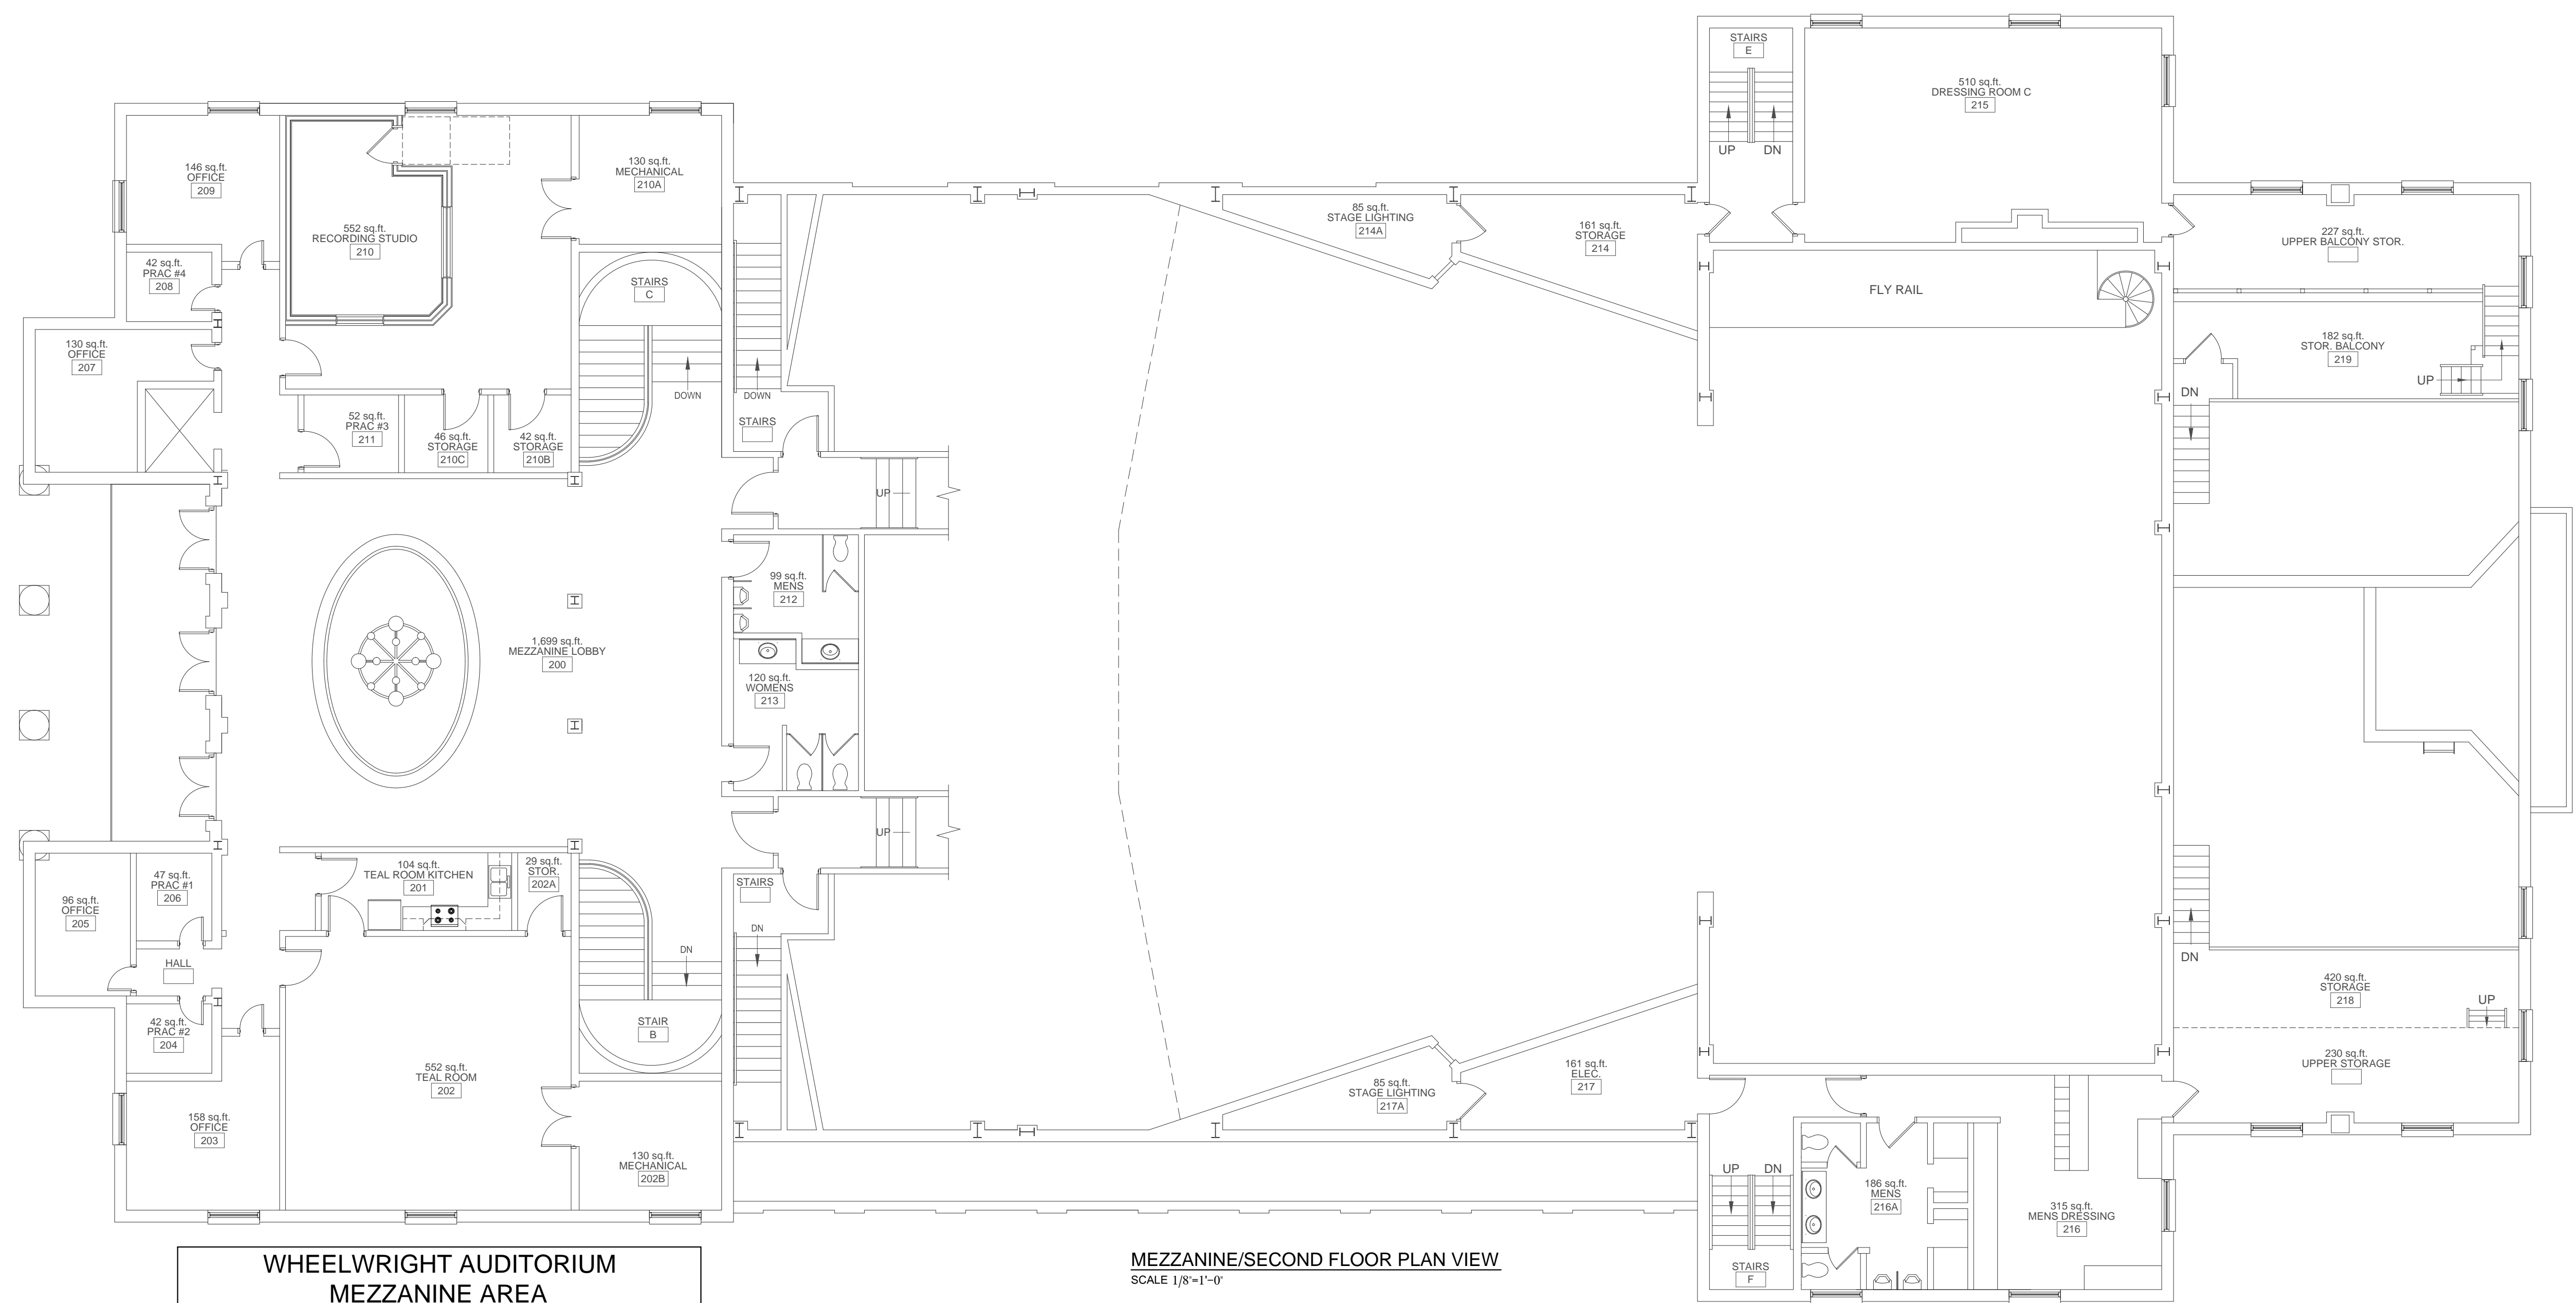 STAIRS
E
UP
DN
510 sq.ft.
DRESSING ROOM C
215
146 sq.ft.
OFFICE
209
552 sq.ft.
RECORDING STUDIO
210
130 sq.ft.
MECHANICAL
210A
85 sq.ft.
STAGE LIGHTING
214A
161 sq.ft.
STORAGE
214
227 sq.ft.
UPPER BALCONY STOR.
42 sq.ft.
PRAC #4
208
STAIRS
C
DOWN
DOWN
FLY RAIL
130 sq.ft.
OFFICE
207
182 sq.ft.
STOR. BALCONY
219
UP
DN
52 sq.ft.
PRAC #3
211
46 sq.ft.
STORAGE
210C
42 sq.ft.
STORAGE
210B
STAIRS
UP
99 sq.ft.
MENS
212
1,699 sq.ft.
MEZZANINE LOBBY
200
120 sq.ft.
WOMENS
213
UP
104 sq.ft.
TEAL ROOM KITCHEN
201
29 sq.ft.
STOR.
202A
STAIRS
DN
47 sq.ft.
PRAC #1
206
96 sq.ft.
OFFICE
205
HALL
DN
DN
420 sq.ft.
STORAGE
218
UP
42 sq.ft.
PRAC #2
204
STAIR
B
552 sq.ft.
TEAL ROOM
202
85 sq.ft.
STAGE LIGHTING
217A
161 sq.ft.
ELEC.
217
230 sq.ft.
UPPER STORAGE
158 sq.ft.
OFFICE
203
130 sq.ft.
MECHANICAL
202B
UP
DN
186 sq.ft.
MENS
216A
315 sq.ft.
MENS DRESSING
216
STAIRS
F
WHEELWRIGHT AUDITORIUM
MEZZANINE AREA
MEZZANINE/SECOND FLOOR PLAN VIEW
SCALE 1/8"=1'-0"